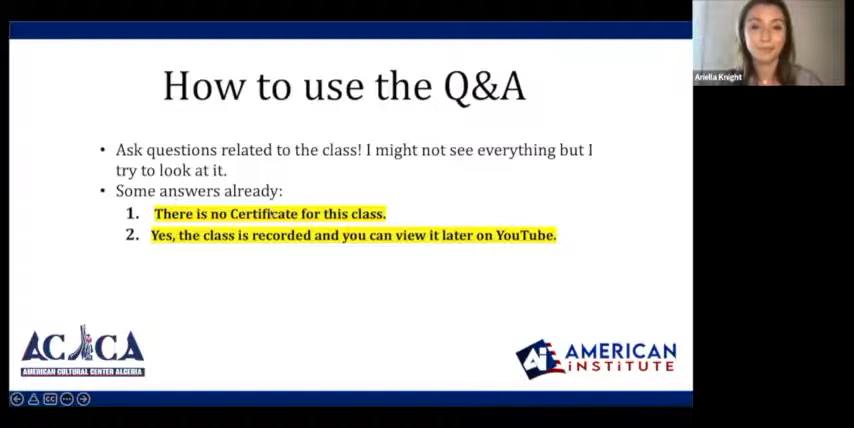 How to use the Q&A
Ariella Knight
• Ask questions related to the class! I might not see everything but I
try to look at it.
• Some answers already:
1. There is no Certificate for this class.
2. Yes, the class is recorded and you can view it later on YouTube.
ACCA
AMERICAN CULTURAL CENTER ALGERIA
Ai AMERICAN
INSTITUTE
CC